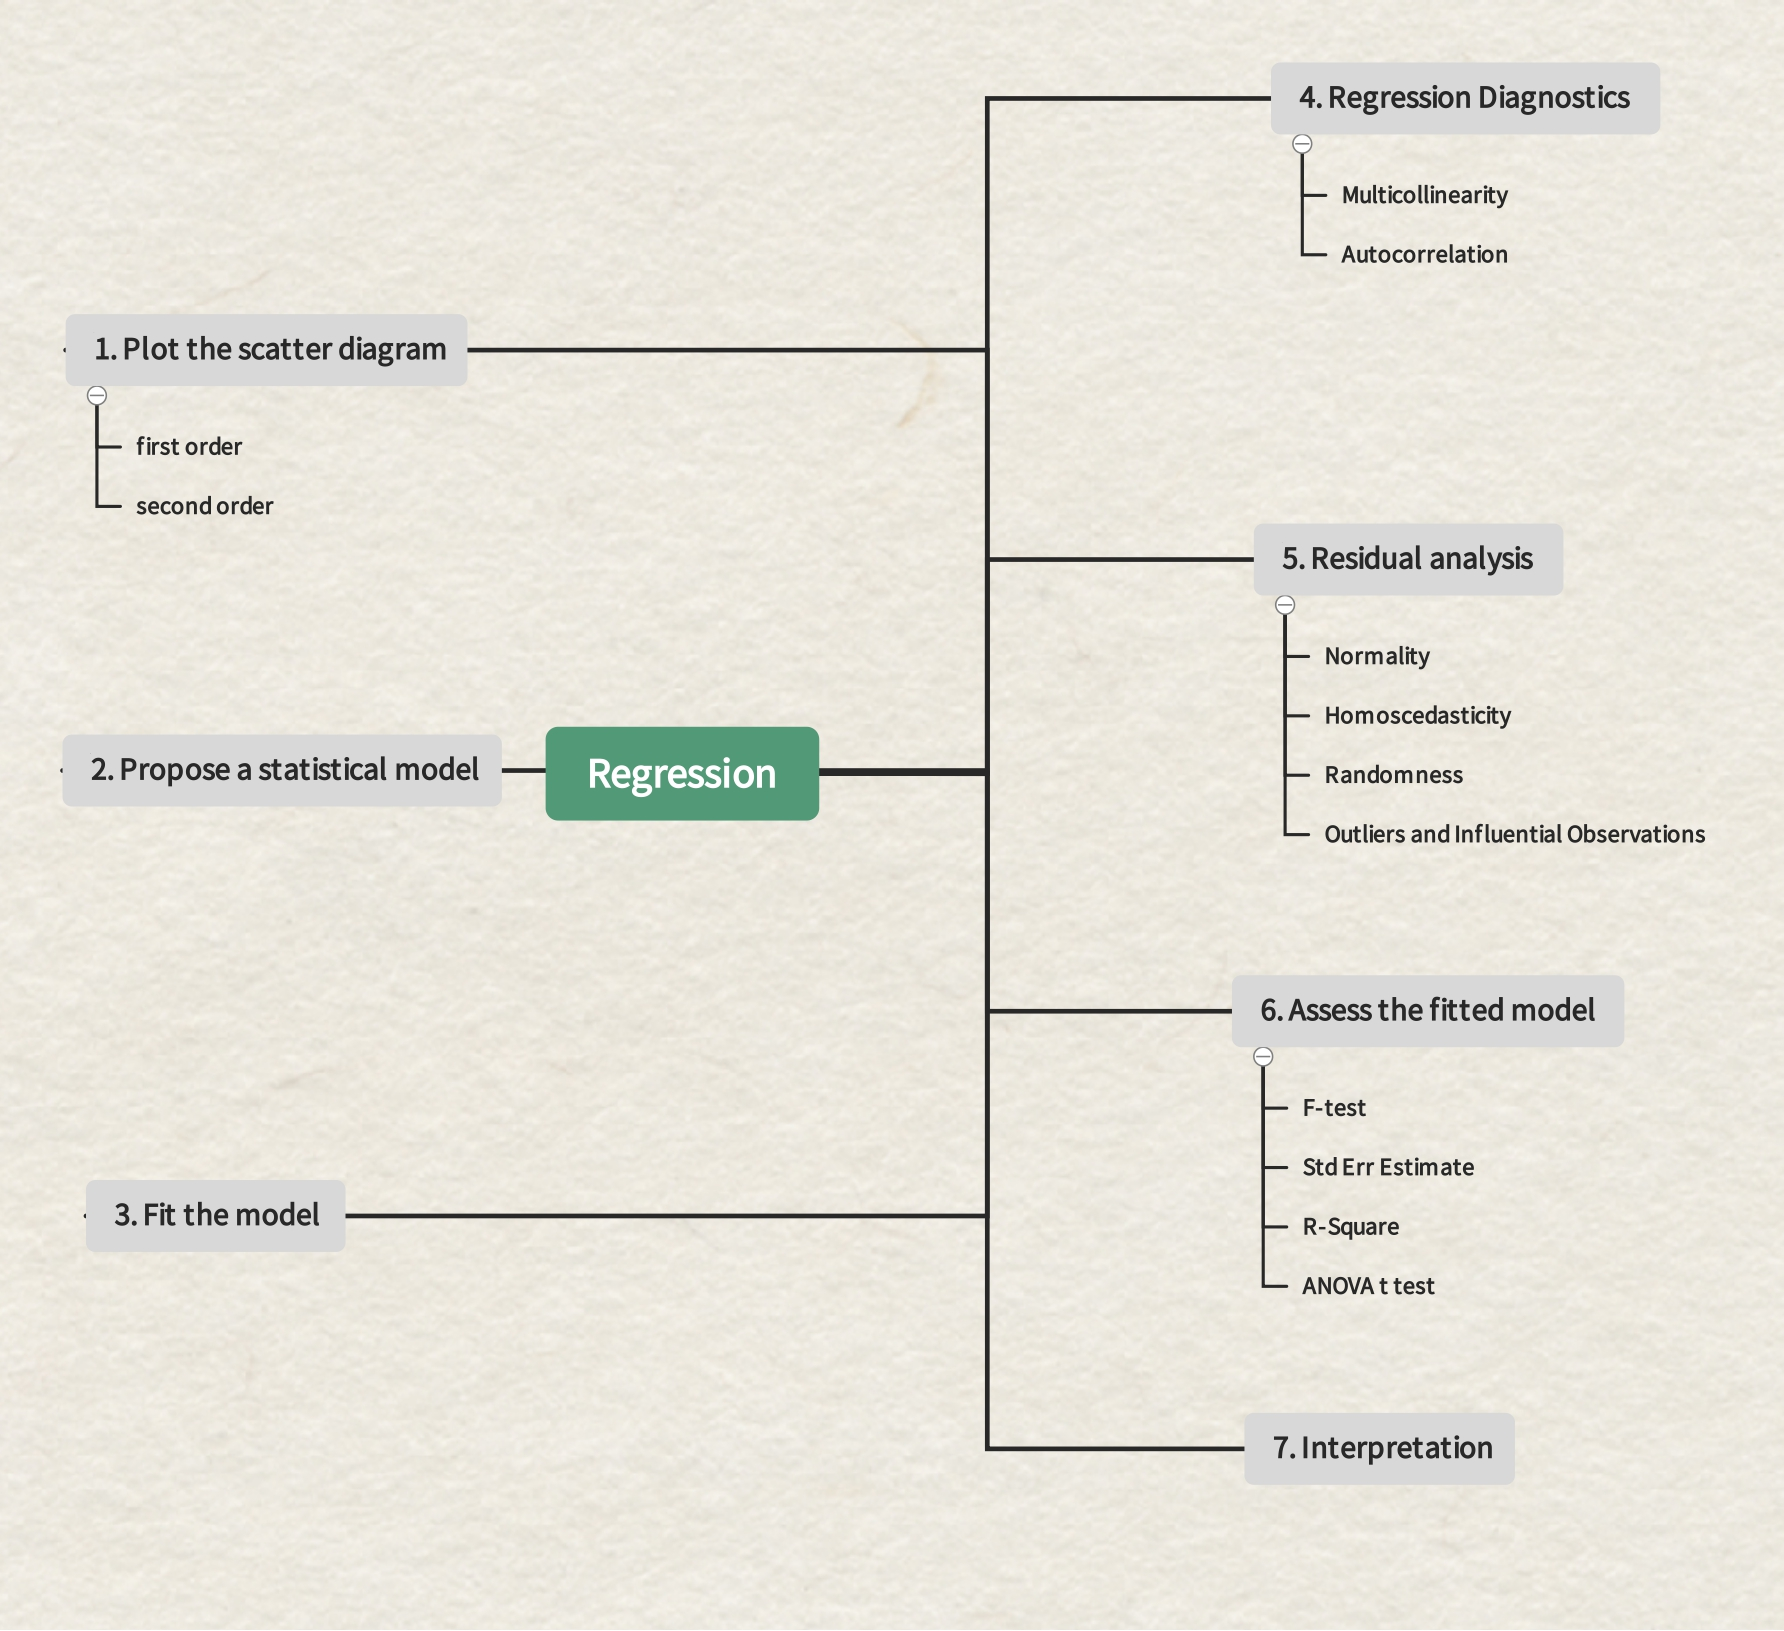 Regression
1. Plot the scatter diagram
first order
second order
2. Propose a statistical model
3. Fit the model
4. Regression Diagnostics
Multicollinearity
Autocorrelation
5. Residual analysis
Normality
Homoscedasticity
Randomness
Outliers and Influential Observations
6. Assess the fitted model
F-test
Std Err Estimate
R-Square
ANOVA t test
7. Interpretation